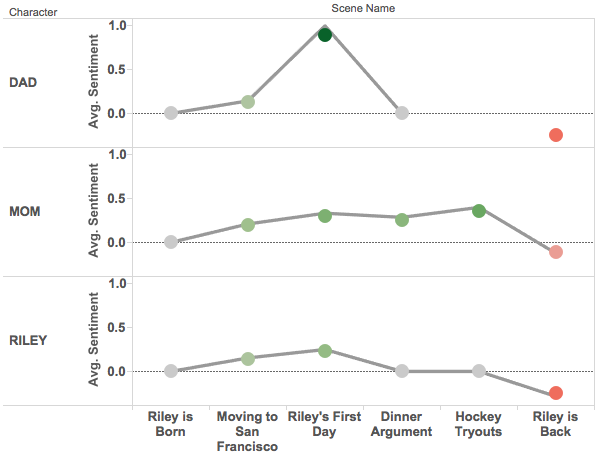 Character
Scene Name
DAD
Avg. Sentiment
1.0
0.5
0.0
MOM
Avg. Sentiment
1.0
0.5
0.0
RILEY
Avg. Sentiment
1.0
0.5
0.0
Riley is
Born
Moving to
San
Francisco
Riley's First
Day
Dinner
Argument
Hockey
Tryouts
Riley is
Back